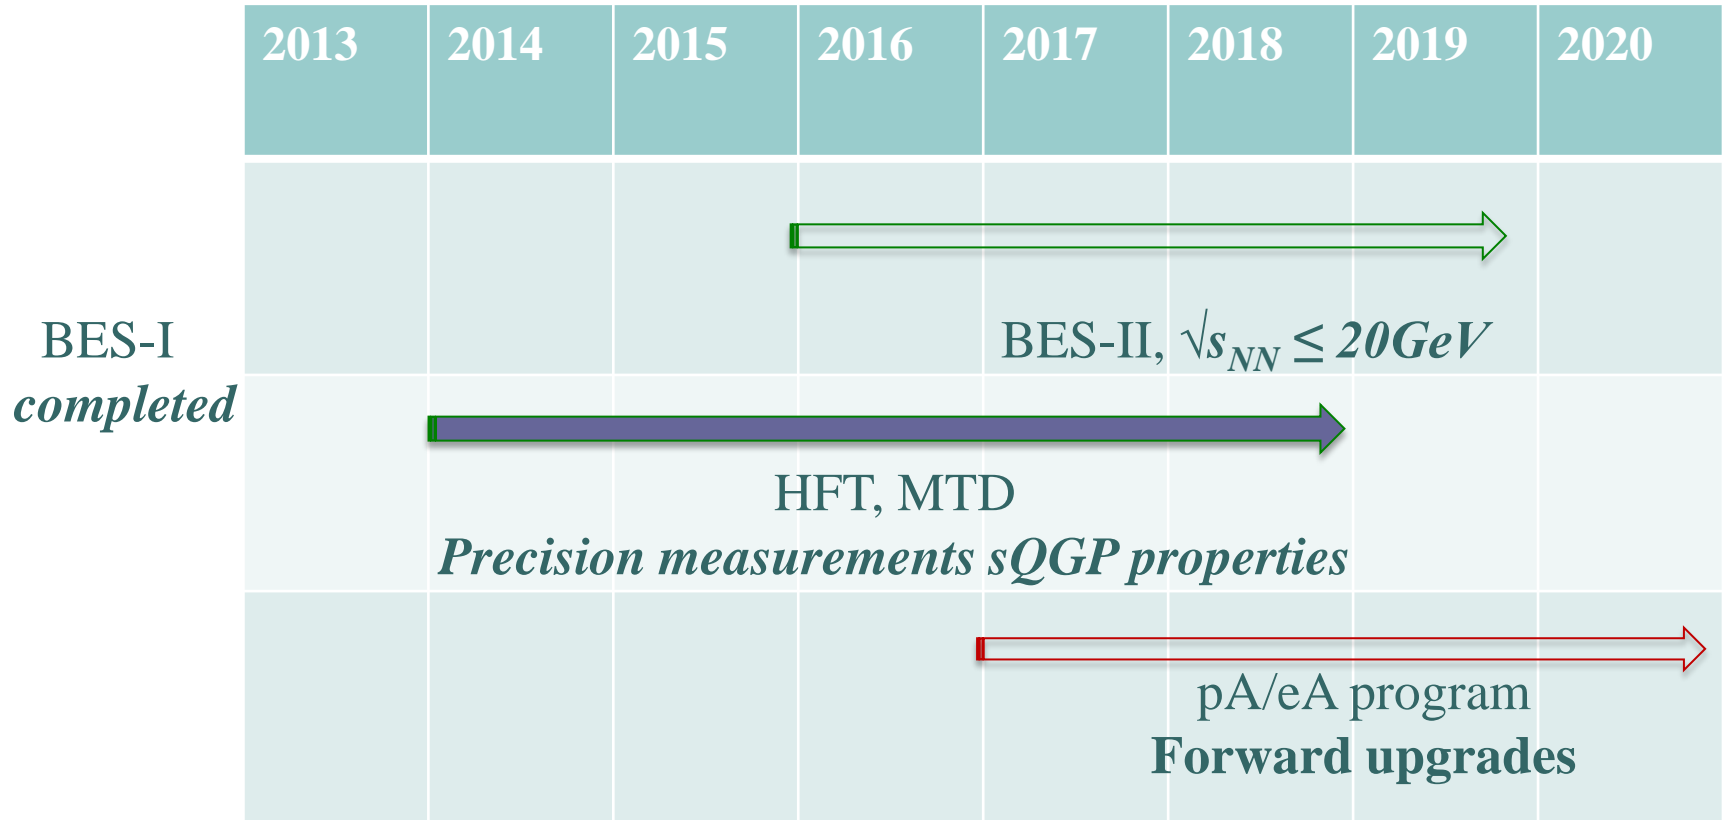 2013 2014 2015 2016 2017 2018 2019 2020
BES-I
completed
BES-II, √sNN ≤ 20GeV
HFT, MTD
Precision measurements sQGP properties
pA/eA program
Forward upgrades